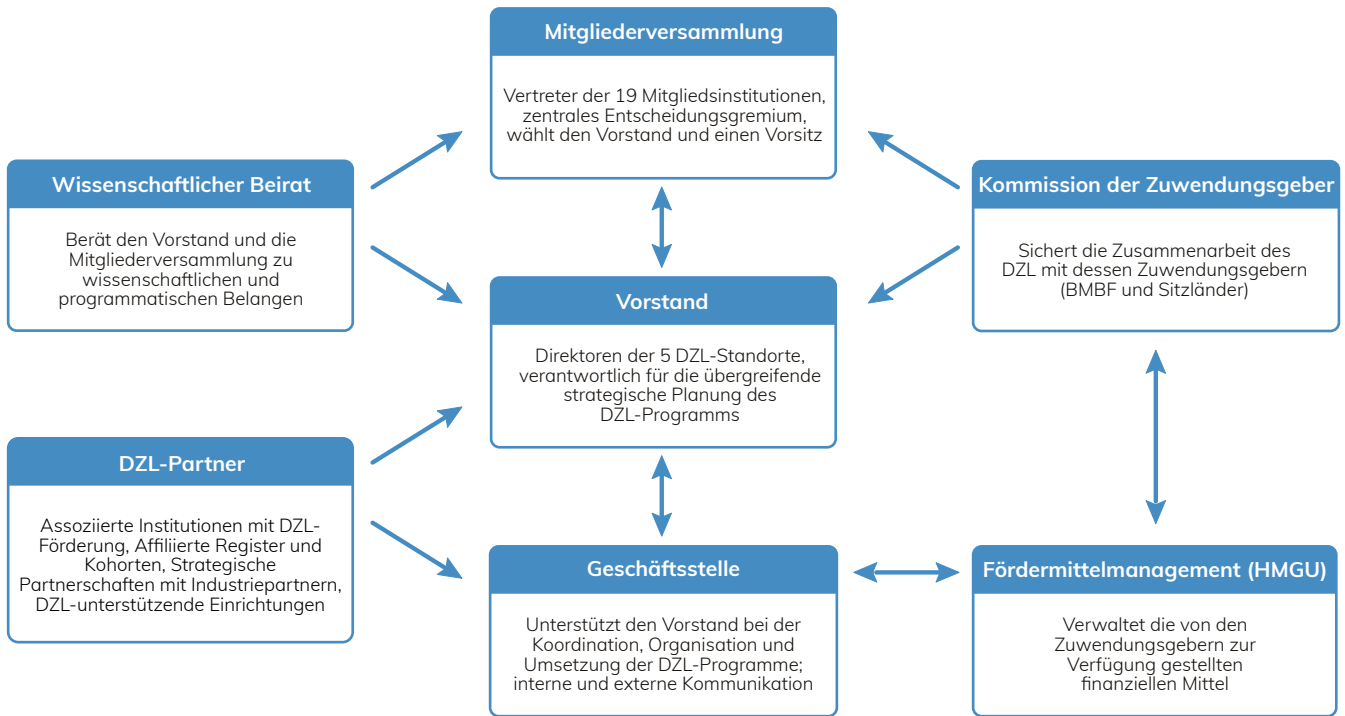 Mitgliederversammlung
Vertreter der 19 Mitgliedsinstitutionen,
zentrales Entscheidungsgremium,
wählt den Vorstand und einen Vorsitz
Wissenschaftlicher Beirat
Berät den Vorstand und die
Mitgliederversammlung zu
wissenschaftlichen und
programmatischen Belangen
Kommission der Zuwendungsgeber
Sichert die Zusammenarbeit des
DZL mit dessen Zuwendungsgebern
(BMBF und Sitzländer)
Vorstand
Direktoren der 5 DZL-Standorte,
verantwortlich für die übergreifende
strategische Planung des
DZL-Programms
DZL-Partner
Assoziierte Institutionen mit DZL-
Förderung, Affiliierte Register und
Kohorten, Strategische
Partnerschaften mit Industriepartnern,
DZL-unterstützende Einrichtungen
Geschäftsstelle
Unterstützt den Vorstand bei der
Koordination, Organisation und
Umsetzung der DZL-Programme;
interne und externe Kommunikation
Fördermittelmanagement (HMGU)
Verwaltet die von den
Zuwendungsgebern zur
Verfügung gestellten
finanziellen Mittel